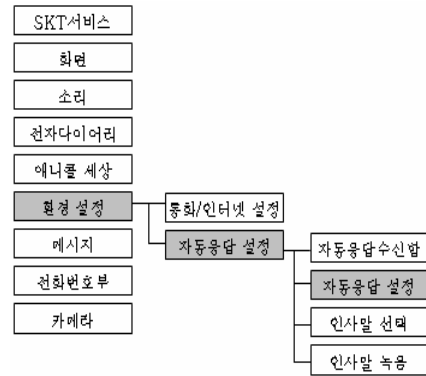 SKT서비스
화면
소리
전자다이어리
애니콜 세상
환경 설정
메시지
전화번호부
카메라
통화/인터넷 설정
자동응답 설정
자동응답수신함
자동응답 설정
인사말 선택
인사말 녹음